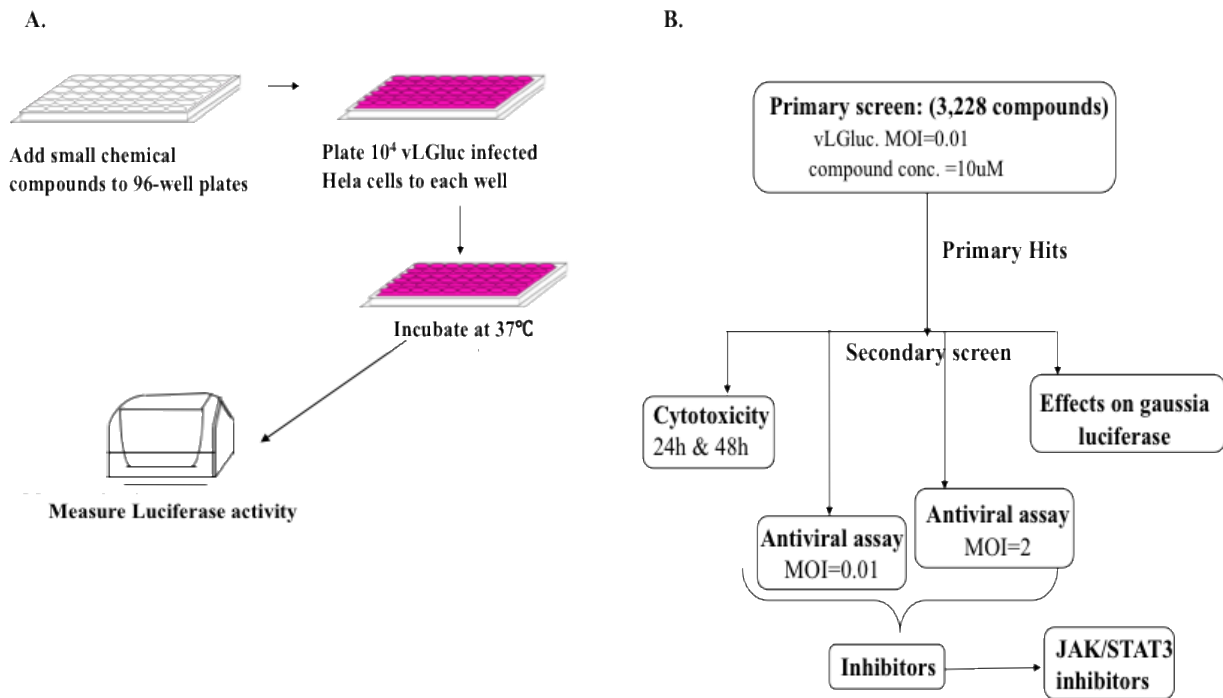 A.
Add small chemical
compounds to 96-well plates
Plate 10⁴ vLGluc infected
Hela cells to each well
Incubate at 37℃
Measure Luciferase activity
B.
Primary screen: (3,228 compounds)
vLGluc. MOI=0.01
compound conc. =10uM
Primary Hits
Secondary screen
Cytotoxicity
24h & 48h
Antiviral assay
MOI=0.01
Antiviral assay
MOI=2
Effects on gaussia
luciferase
Inhibitors
JAK/STAT3
inhibitors